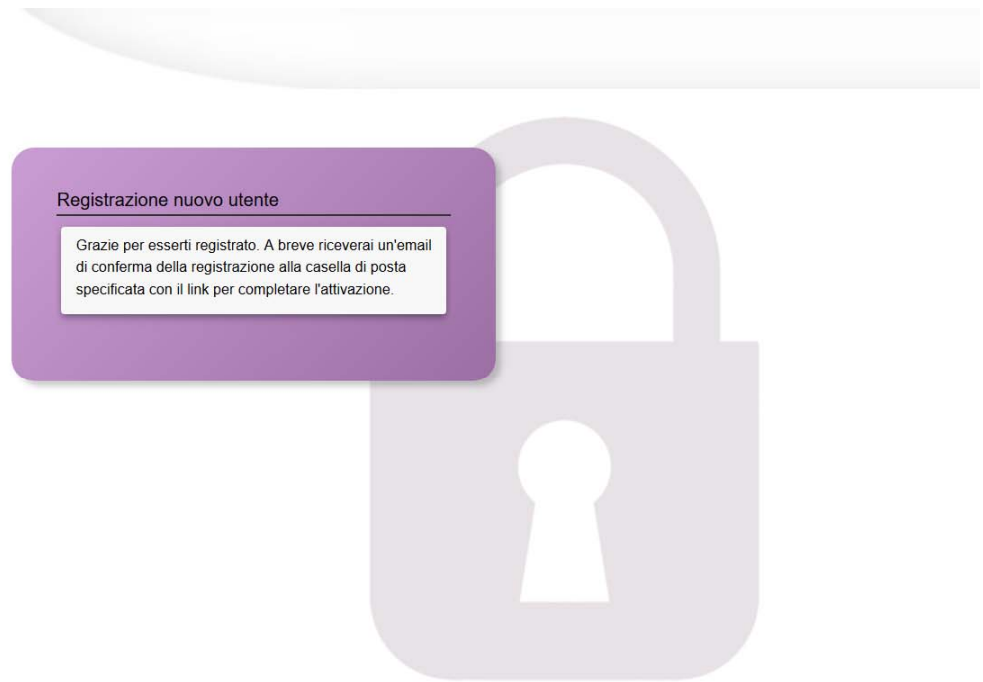 Registrazione nuovo utente
Grazie per esserti registrato. A breve riceverai un'email
di conferma della registrazione alla casella di posta
specificata con il link per completare l'attivazione.